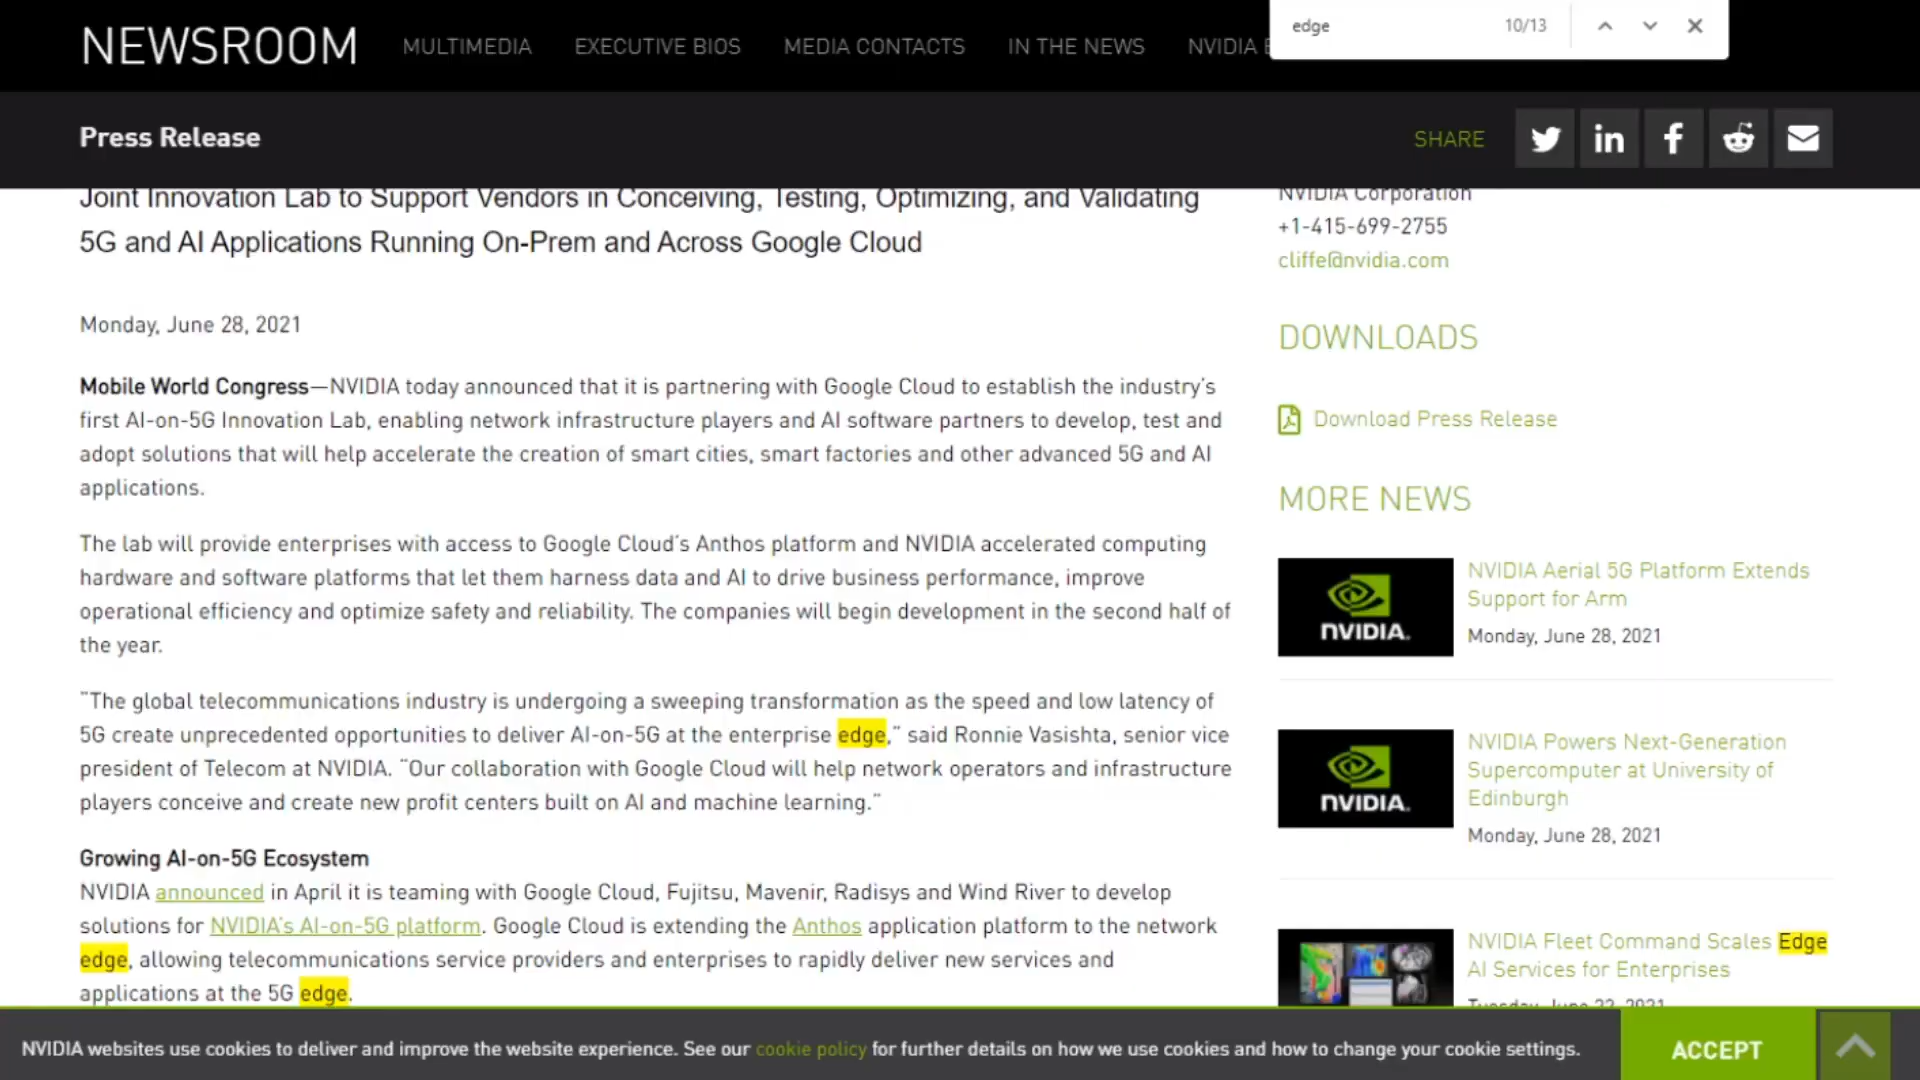 NEWSROOM MULTIMEDIA EXECUTIVE BIOS MEDIA CONTACTS IN THE NEWS NVIDIA
edge 10/13
Press Release
SHARE
Joint Innovation Lab to Support Vendors in Conceiving, Testing, Optimizing, and Validating
5G and AI Applications Running On-Prem and Across Google Cloud
Monday, June 28, 2021
Mobile World Congress—NVIDIA today announced that it is partnering with Google Cloud to establish the industry's
first AI-on-5G Innovation Lab, enabling network infrastructure players and AI software partners to develop, test and
adopt solutions that will help accelerate the creation of smart cities, smart factories and other advanced 5G and AI
applications.
The lab will provide enterprises with access to Google Cloud's Anthos platform and NVIDIA accelerated computing
hardware and software platforms that let them harness data and AI to drive business performance, improve
operational efficiency and optimize safety and reliability. The companies will begin development in the second half of
the year.
"The global telecommunications industry is undergoing a sweeping transformation as the speed and low latency of
5G create unprecedented opportunities to deliver AI-on-5G at the enterprise edge," said Ronnie Vasishta, senior vice
president of Telecom at NVIDIA. "Our collaboration with Google Cloud will help network operators and infrastructure
players conceive and create new profit centers built on AI and machine learning."
Growing AI-on-5G Ecosystem
NVIDIA announced in April it is teaming with Google Cloud, Fujitsu, Mavenir, Radisys and Wind River to develop
solutions for NVIDIA's AI-on-5G platform. Google Cloud is extending the Anthos application platform to the network
edge, allowing telecommunications service providers and enterprises to rapidly deliver new services and
applications at the 5G edge.
NVIDIA Corporation
+1-415-699-2755
cliffe@nvidia.com
DOWNLOADS
Download Press Release
MORE NEWS
NVIDIA.
NVIDIA Aerial 5G Platform Extends
Support for Arm
Monday, June 28, 2021
NVIDIA.
NVIDIA Powers Next-Generation
Supercomputer at University of
Edinburgh
Monday, June 28, 2021
NVIDIA Fleet Command Scales Edge
AI Services for Enterprises
Tuesday, June 22, 2021
NVIDIA websites use cookies to deliver and improve the website experience. See our cookie policy for further details on how we use cookies and how to change your cookie settings.
ACCEPT